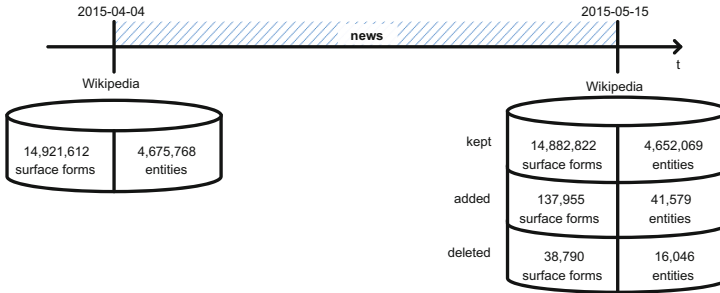 2015-04-04
2015-05-15
news
t
Wikipedia
Wikipedia
14,921,612
surface forms
4,675,768
entities
kept
14,882,822
surface forms
4,652,069
entities
added
137,955
surface forms
41,579
entities
deleted
38,790
surface forms
16,046
entities